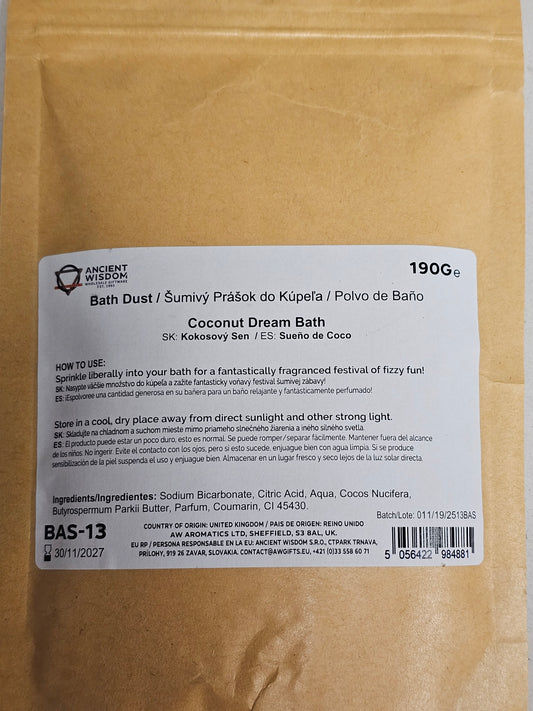 ANCIENT
WISDOM
WHOLESALE GIFTWARE
EST. 1995
190G e
Bath Dust / Šumivý Prášok do Kúpeľa / Polvo de Baño
Coconut Dream Bath
SK: Kokosový Sen / ES: Sueño de Coco
HOW TO USE:
Sprinkle liberally into your bath for a fantastically fragranced festival of fizzy fun!
SK: Nasypte väčšie množstvo do kúpeľa a zažite fantasticky voňavý festival šumivej zábavy!
ES: ¡Espolvoree una cantidad generosa en su bañera para un baño relajante y fantásticamente perfumado!
Store in a cool, dry place away from direct sunlight and other strong light.
SK: Skladujte na chladnom a suchom mieste mimo priameho slnečného žiarenia a iného silného svetla.
ES: El producto puede estar un poco duro, esto es normal. Se puede romper/separar fácilmente. Mantener fuera del alcance
de los niños. No ingerir. Evite el contacto con los ojos, pero si esto sucede, enjuague bien con agua limpia. Si se produce
sensibilización de la piel suspenda el uso y enjuague bien. Almacenar en un lugar fresco y seco lejos de la luz solar directa.
Ingredients/Ingredientes: Sodium Bicarbonate, Citric Acid, Aqua, Cocos Nucifera,
Butyrospermum Parkii Butter, Parfum, Coumarin, CI 45430.
Batch/Lote: 011/19/2513BAS
BAS-13
30/11/2027
COUNTRY OF ORIGIN: UNITED KINGDOM / PAIS DE ORIGEN: REINO UNIDO
AW AROMATICS LTD, SHEFFIELD, S3 8AL, UK.
EU RP / PERSONA RESPONSABLE EN LA EU: ANCIENT WISDOM S.R.O., CTPARK TRNAVA,
PRÍLOHY, 919 26 ZAVAR, SLOVAKIA. CONTACT@AWGIFTS.EU, +421 (0)33 558 60 71
5 056422 984881